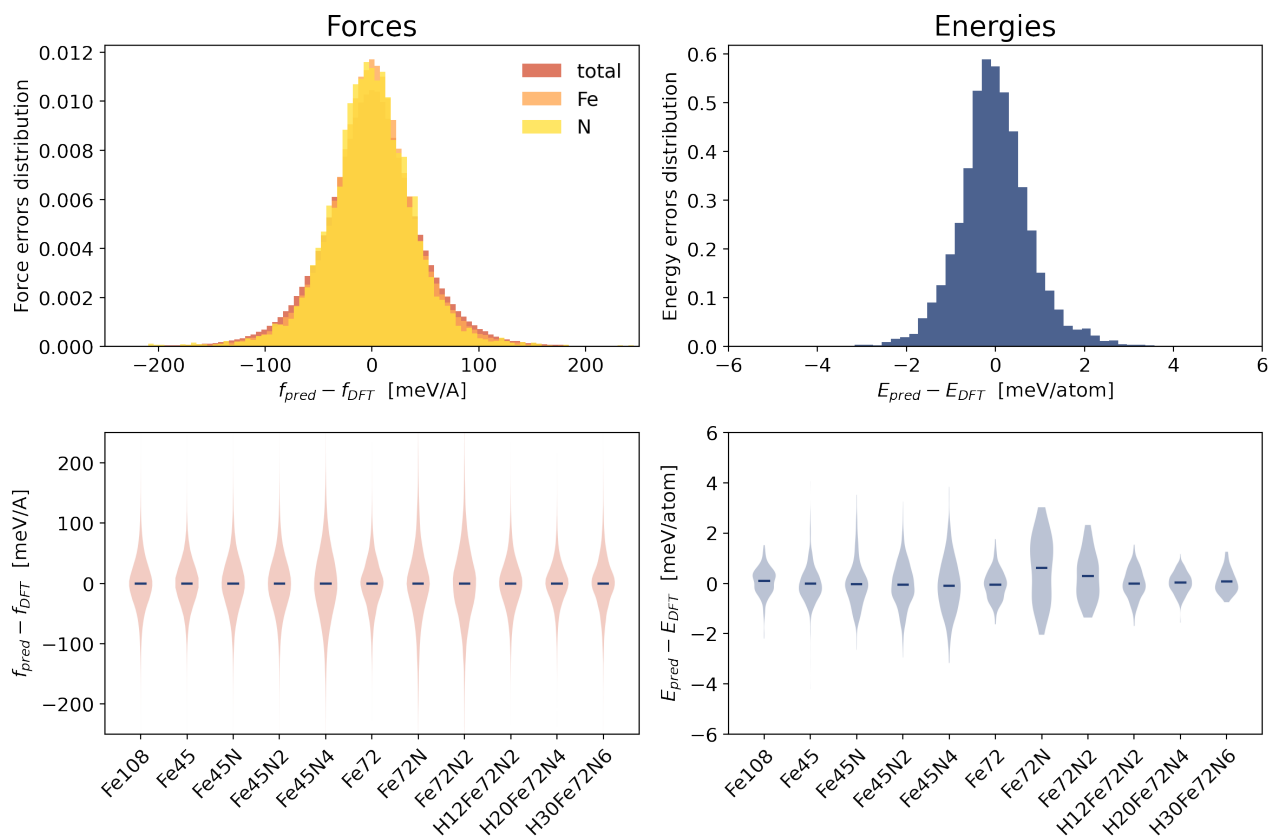 Forces
Force errors distribution
0.012
0.010
0.008
0.006
0.004
0.002
0.000
total
Fe
N
−200
−100
0
100
200
f_pred − f_DFT [meV/A]
Energies
Energy errors distribution
0.6
0.5
0.4
0.3
0.2
0.1
0.0
−6
−4
−2
0
2
4
6
E_pred − E_DFT [meV/atom]
f_pred − f_DFT [meV/A]
200
100
0
−100
−200
Fe108
Fe45
Fe45N
Fe45N2
Fe45N4
Fe72
Fe72N
Fe72N2
H12Fe72N2
H20Fe72N4
H30Fe72N6
E_pred − E_DFT [meV/atom]
6
4
2
0
−2
−4
−6
Fe108
Fe45
Fe45N
Fe45N2
Fe45N4
Fe72
Fe72N
Fe72N2
H12Fe72N2
H20Fe72N4
H30Fe72N6